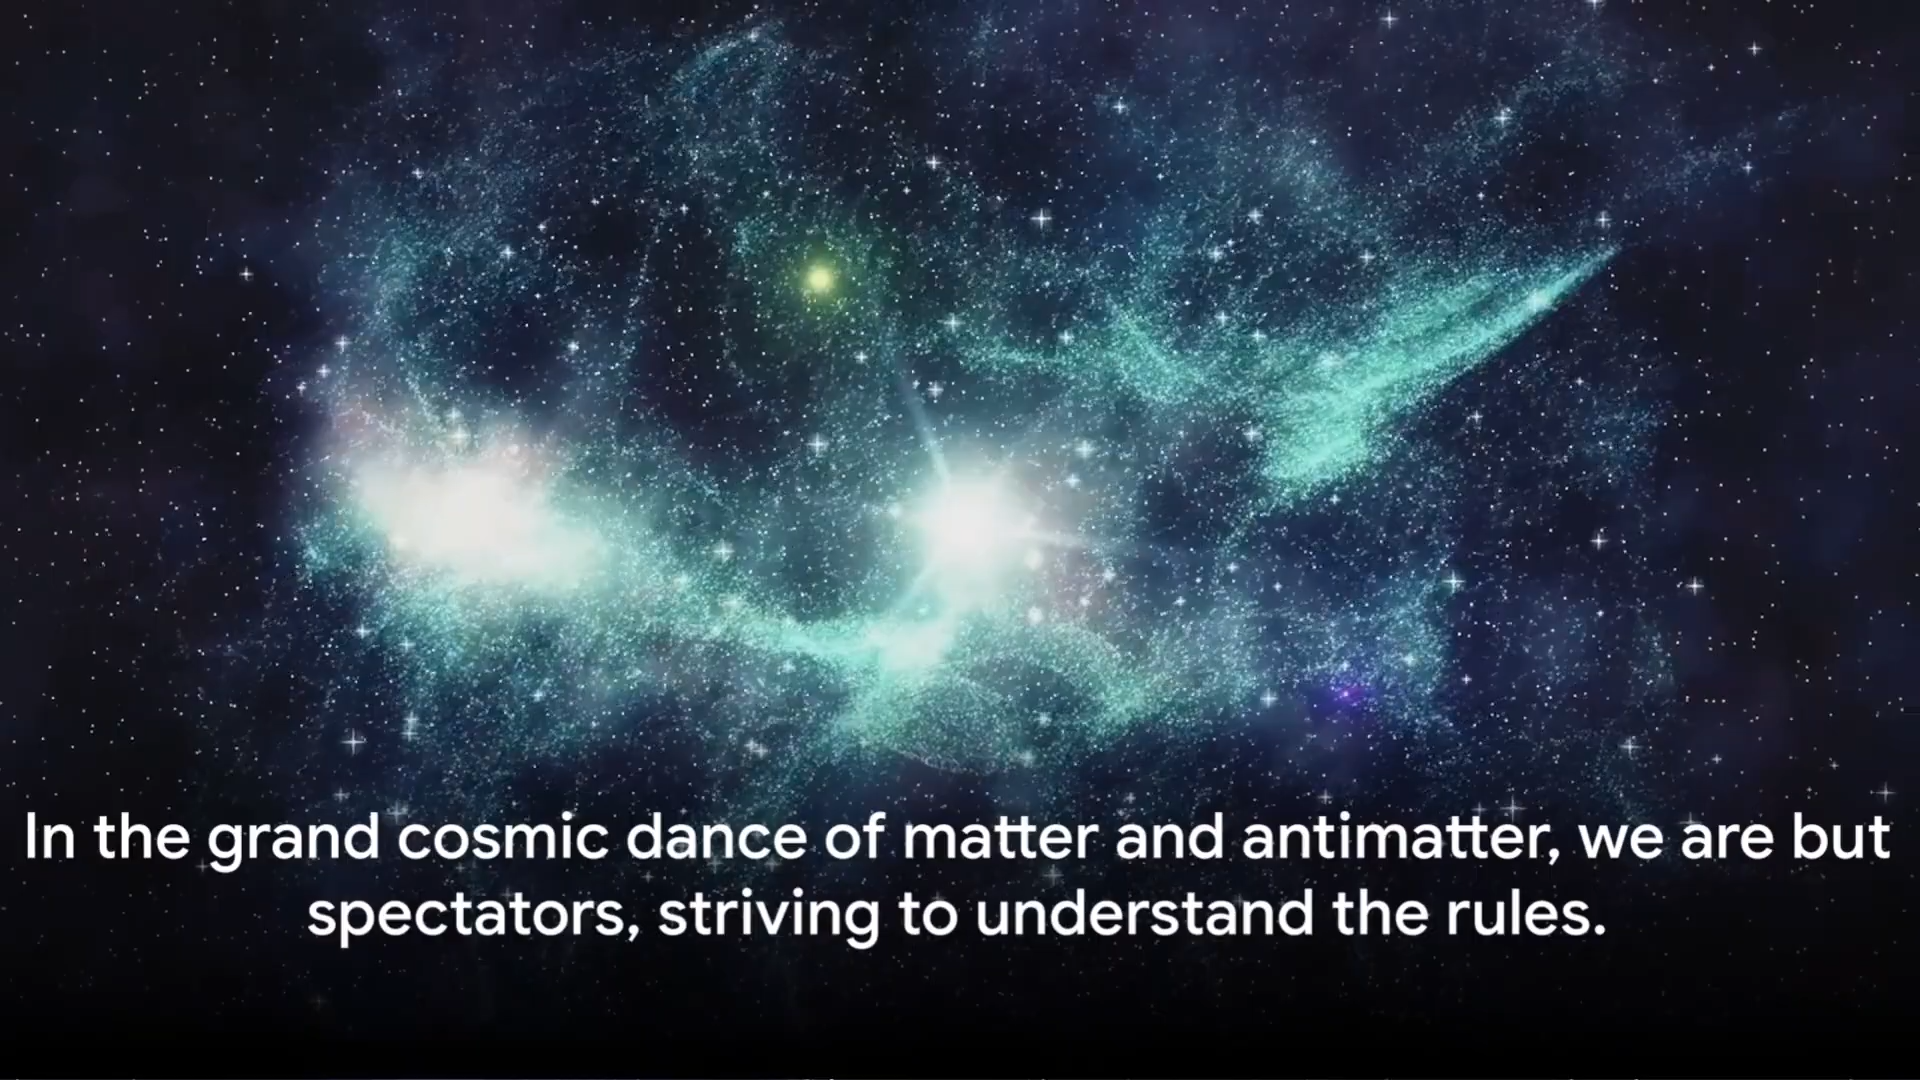 In the grand cosmic dance of matter and antimatter, we are but
spectators, striving to understand the rules.